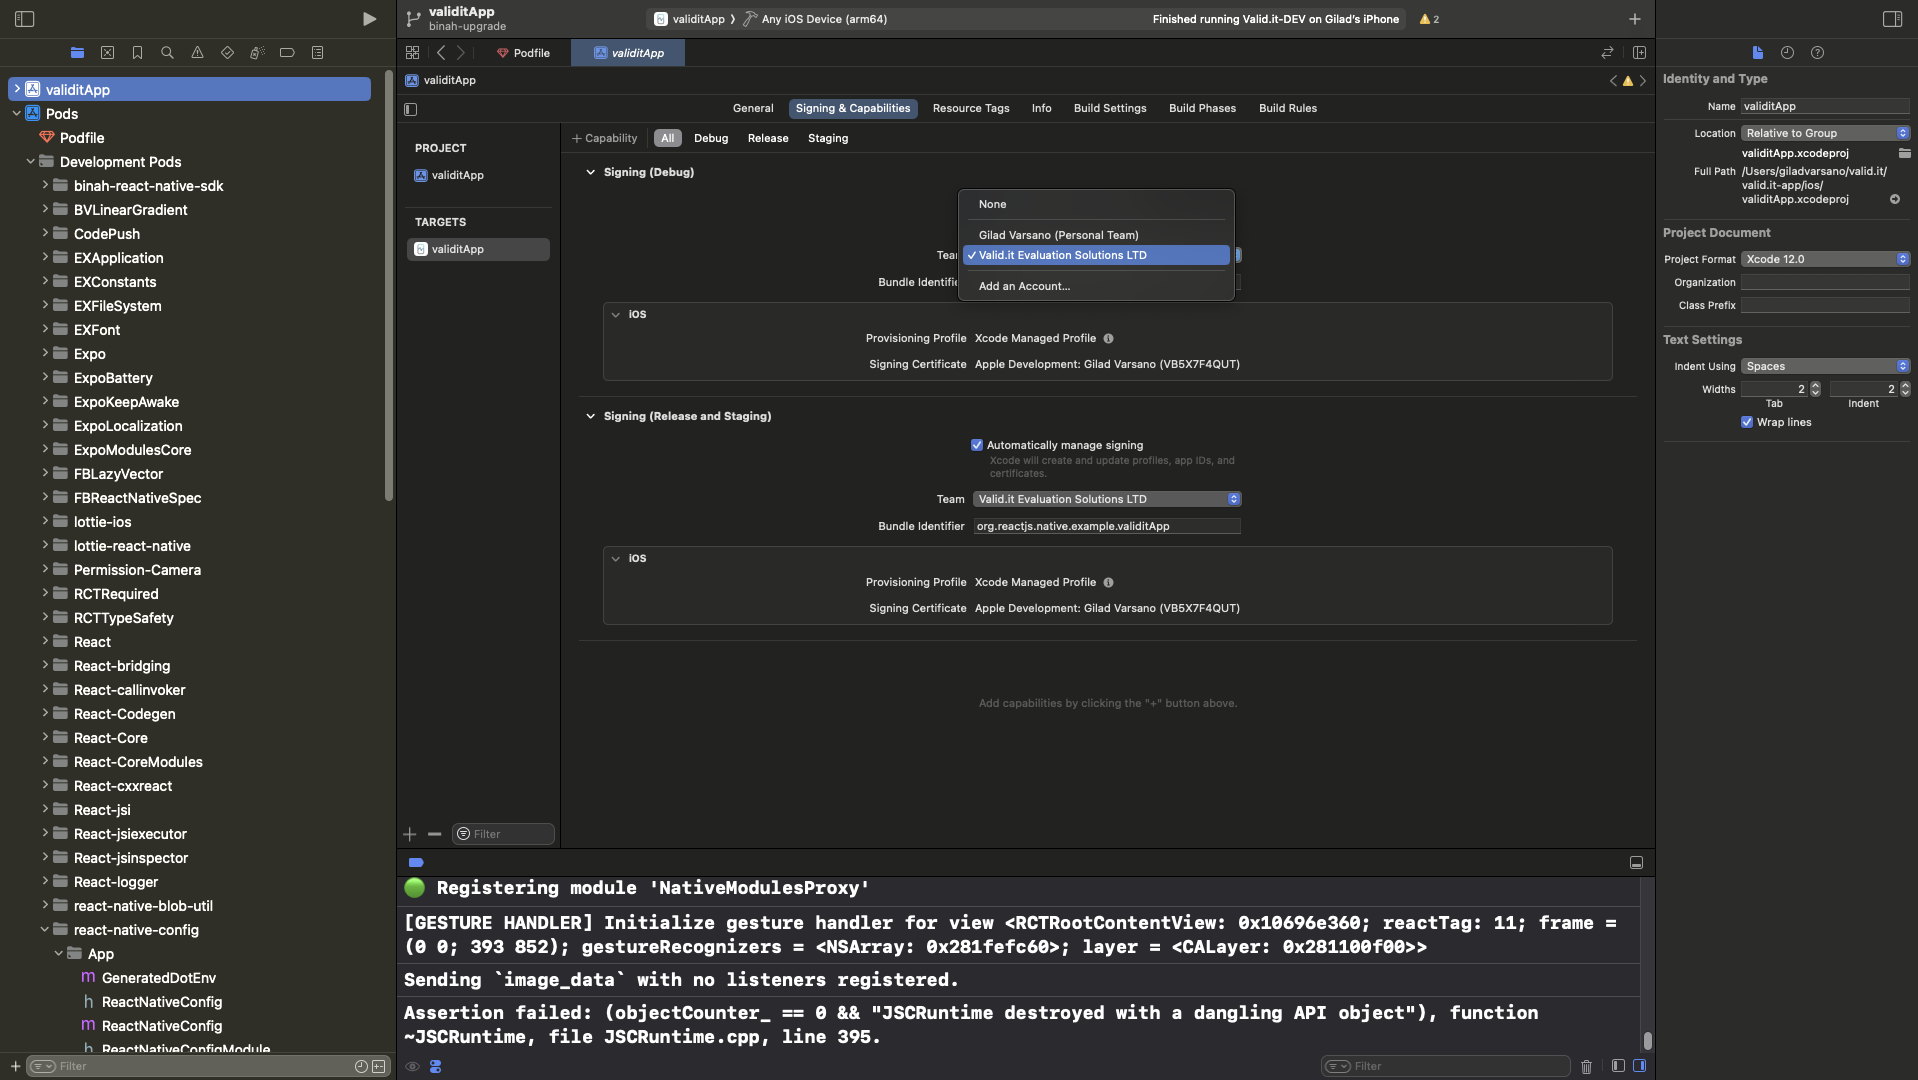 validitApp
binah-upgrade
validitApp
Any iOS Device (arm64)
Finished running Valid.it-DEV on Gilad's iPhone
2
Podfile
validitApp
validitApp
General
Signing & Capabilities
Resource Tags
Info
Build Settings
Build Phases
Build Rules
validitApp
Pods
Podfile
Development Pods
binah-react-native-sdk
BVLinearGradient
CodePush
EXApplication
EXConstants
EXFileSystem
EXFont
Expo
ExpoBattery
ExpoKeepAwake
ExpoLocalization
ExpoModulesCore
FBLazyVector
FBReactNativeSpec
lottie-ios
lottie-react-native
Permission-Camera
RCTRequired
RCTTypeSafety
React
React-bridging
React-callinvoker
React-Codegen
React-Core
React-CoreModules
React-cxxreact
React-jsi
React-jsiexecutor
React-jsinspector
React-logger
react-native-blob-util
react-native-config
App
GeneratedDotEnv
ReactNativeConfig
ReactNativeConfig
ReactNativeConfigModule
Filter
PROJECT
validitApp
TARGETS
validitApp
Filter
Capability
All
Debug
Release
Staging
Signing (Debug)
None
Gilad Varsano (Personal Team)
Valid.it Evaluation Solutions LTD
Add an Account...
iOS
Provisioning Profile Xcode Managed Profile
Signing Certificate Apple Development: Gilad Varsano (VB5X7F4QUT)
Signing (Release and Staging)
Automatically manage signing
Xcode will create and update profiles, app IDs, and
certificates.
Team Valid.it Evaluation Solutions LTD
Bundle Identifier org.reactjs.native.example.validitApp
iOS
Provisioning Profile Xcode Managed Profile
Signing Certificate Apple Development: Gilad Varsano (VB5X7F4QUT)
Add capabilities by clicking the "+" button above.
Registering module 'NativeModulesProxy'
[GESTURE HANDLER] Initialize gesture handler for view <RCTRootContentView: 0x10696e360; reactTag: 11; frame =
(0 0; 393 852); gestureRecognizers = <NSArray: 0x281fefc60>; layer = <CALayer: 0x281100f00>>
Sending `image_data` with no listeners registered.
Assertion failed: (objectCounter_ == 0 && "JSCRuntime destroyed with a dangling API object"), function
~JSCRuntime, file JSCRuntime.cpp, line 395.
Filter
Identity and Type
Name validitApp
Location Relative to Group
validitApp.xcodeproj
Full Path /Users/giladvarsano/valid.it/
valid.it-app/ios/
validitApp.xcodeproj
Project Document
Project Format Xcode 12.0
Organization
Class Prefix
Text Settings
Indent Using Spaces
Widths 2 2
Tab Indent
Wrap lines